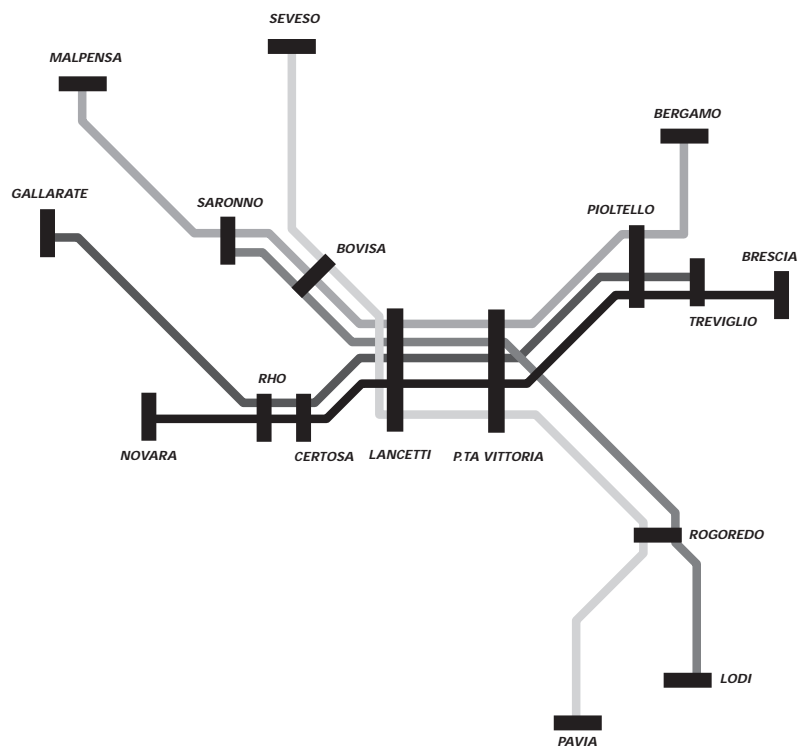 SEVESO
MALPENSA
BERGAMO
GALLARATE
SARONNO
PIOLTELLO
BOVISA
BRESCIA
TREVIGLIO
RHO
NOVARA
CERTOSA
LANCETTI
P.TA VITTORIA
ROGOREDO
LODI
PAVIA